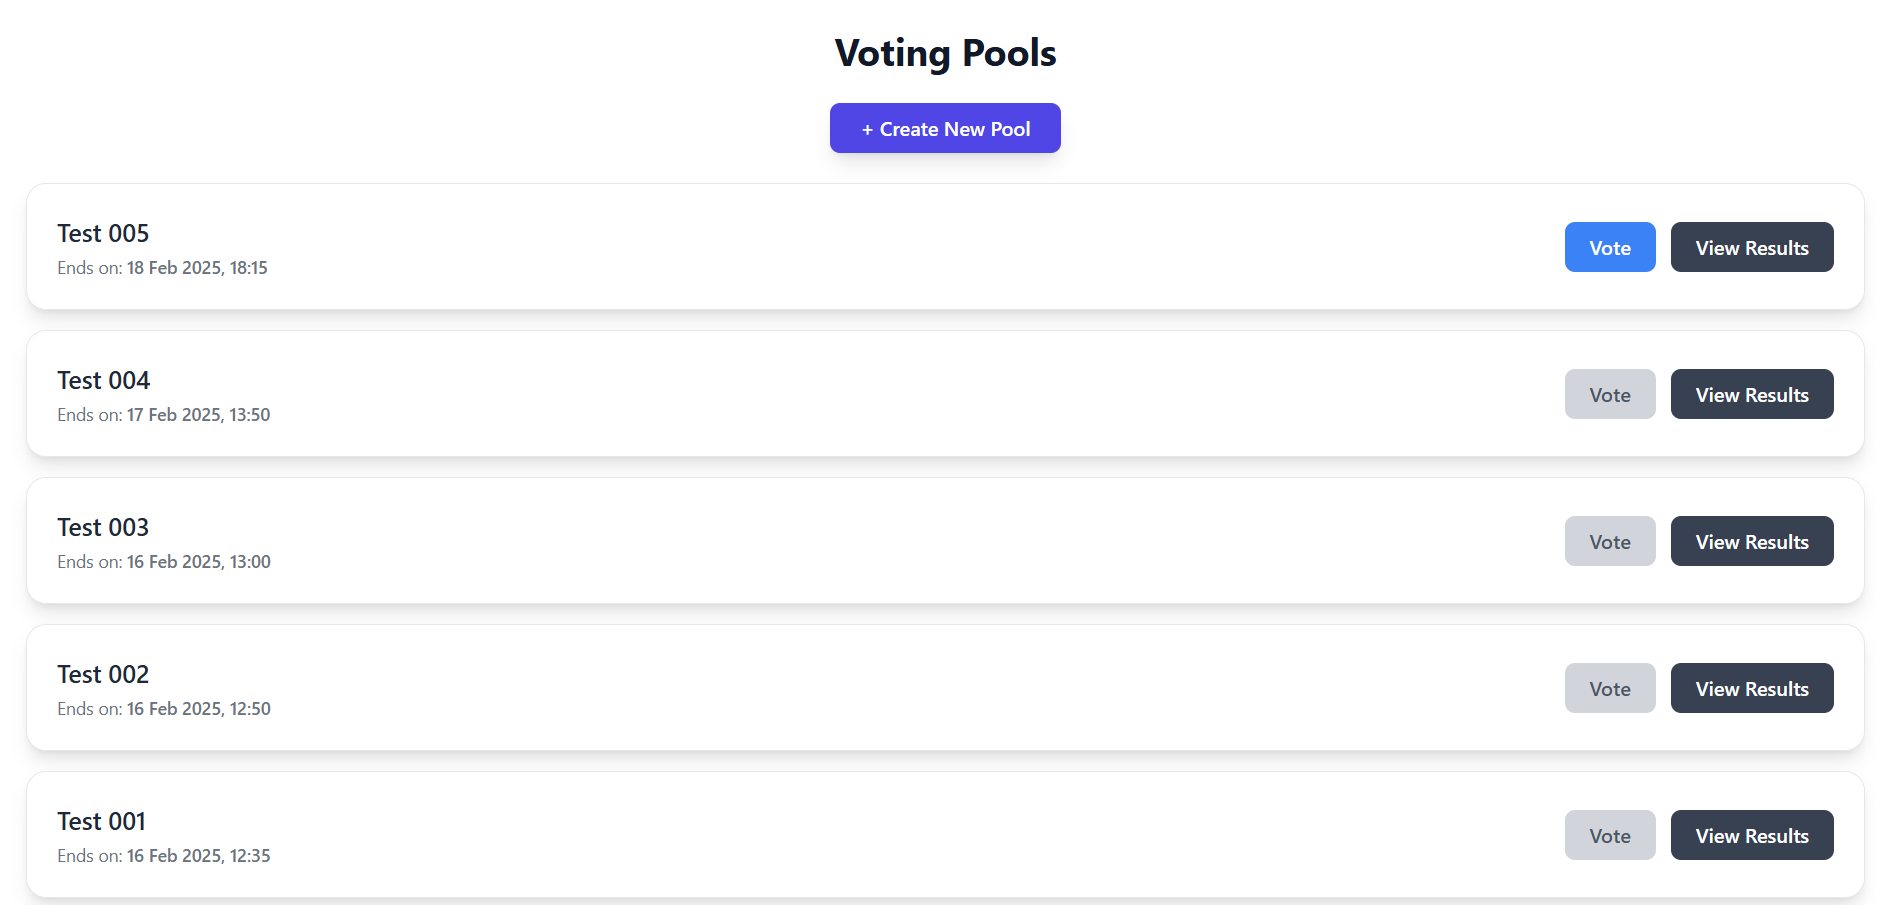 Voting Pools
+ Create New Pool
Test 005
Ends on: 18 Feb 2025, 18:15
Vote
View Results
Test 004
Ends on: 17 Feb 2025, 13:50
Vote
View Results
Test 003
Ends on: 16 Feb 2025, 13:00
Vote
View Results
Test 002
Ends on: 16 Feb 2025, 12:50
Vote
View Results
Test 001
Ends on: 16 Feb 2025, 12:35
Vote
View Results